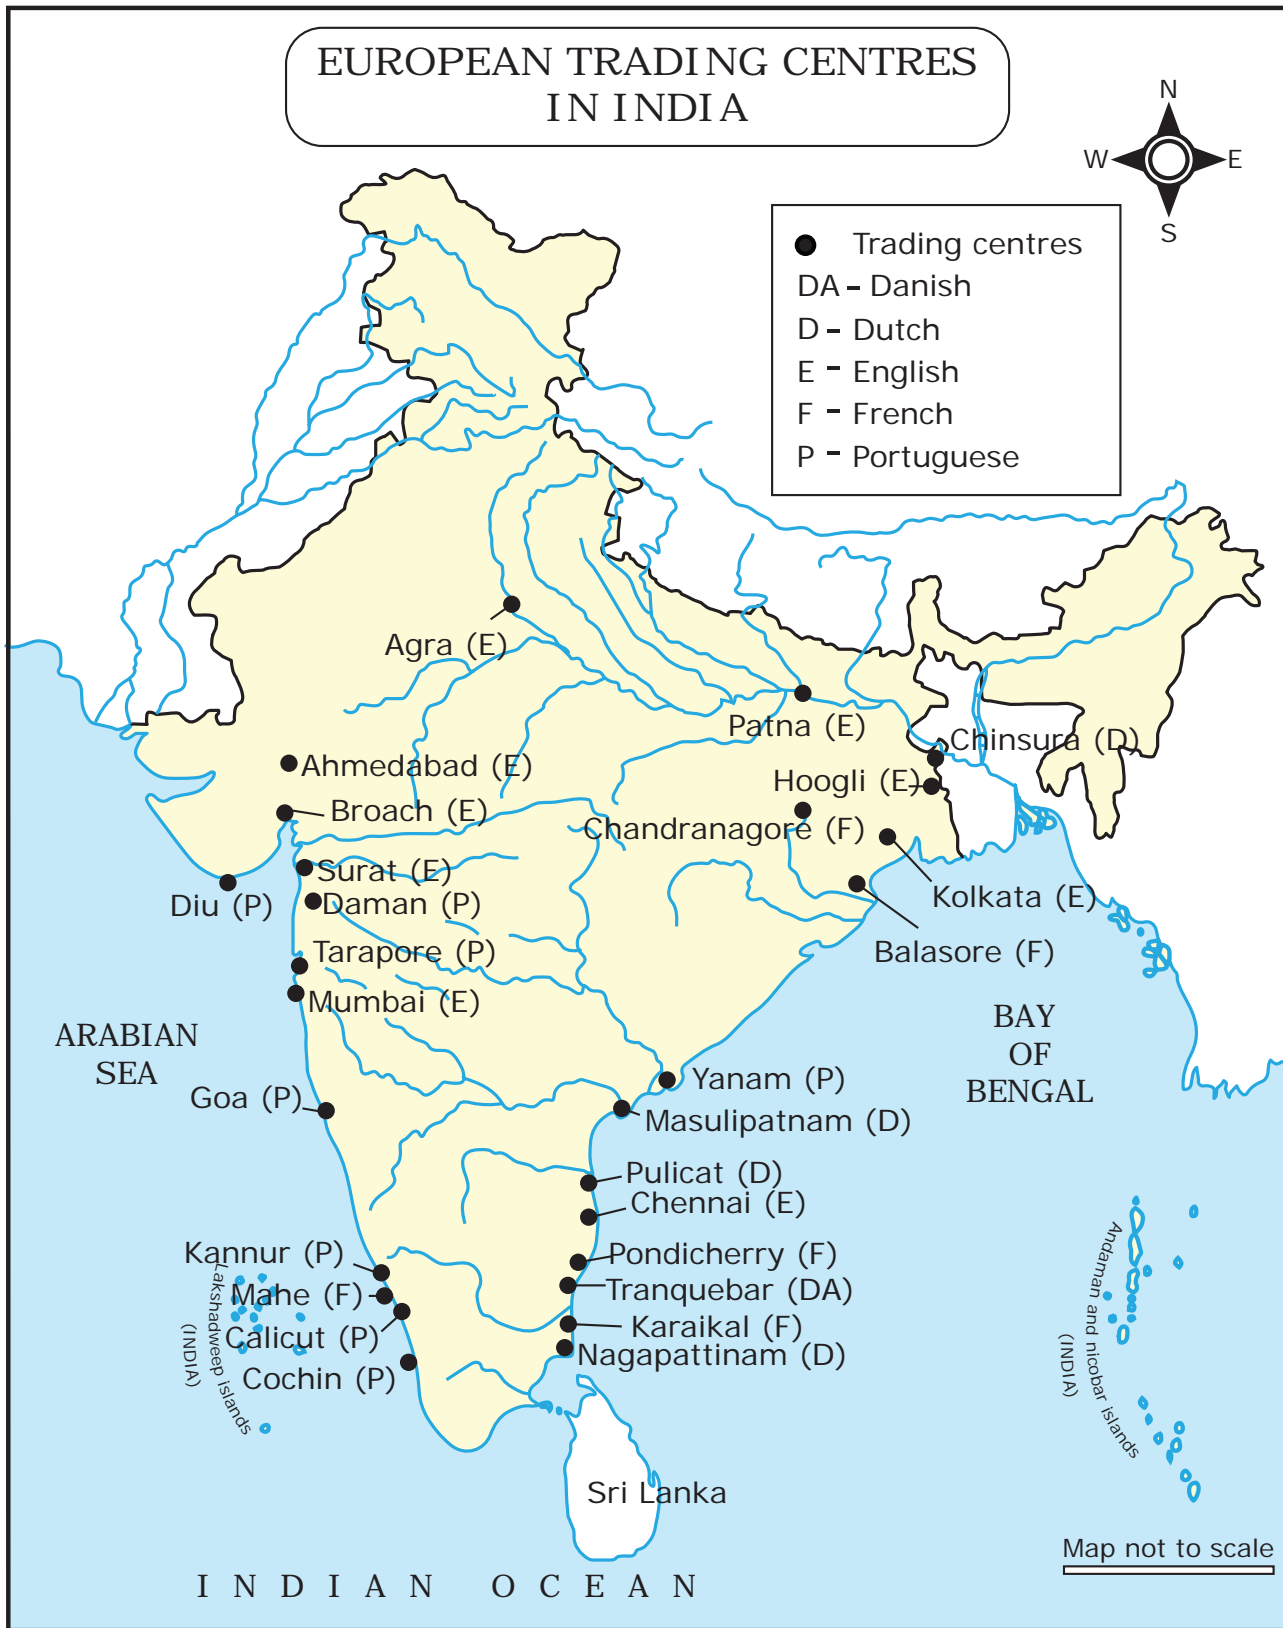 EUROPEAN TRADING CENTRES
IN INDIA
N
W
E
S
Trading centres
DA – Danish
D – Dutch
E – English
F – French
P – Portuguese
Agra (E)
Patna (E)
Chinsura (D)
Ahmedabad (E)
Hoogli (E)
Broach (E)
Chandranagore (F)
Surat (E)
Kolkata (E)
Diu (P)
Daman (P)
Tarapore (P)
Balasore (F)
Mumbai (E)
ARABIAN
SEA
BAY
OF
BENGAL
Goa (P)
Yanam (P)
Masulipatnam (D)
Pulicat (D)
Chennai (E)
Kannur (P)
Pondicherry (F)
Mahe (F)
Tranquebar (DA)
Calicut (P)
Karaikal (F)
Cochin (P)
Nagapattinam (D)
Lakshadweep islands
(INDIA)
Andaman and nicobar islands
(INDIA)
Sri Lanka
Map not to scale
INDIAN OCEAN